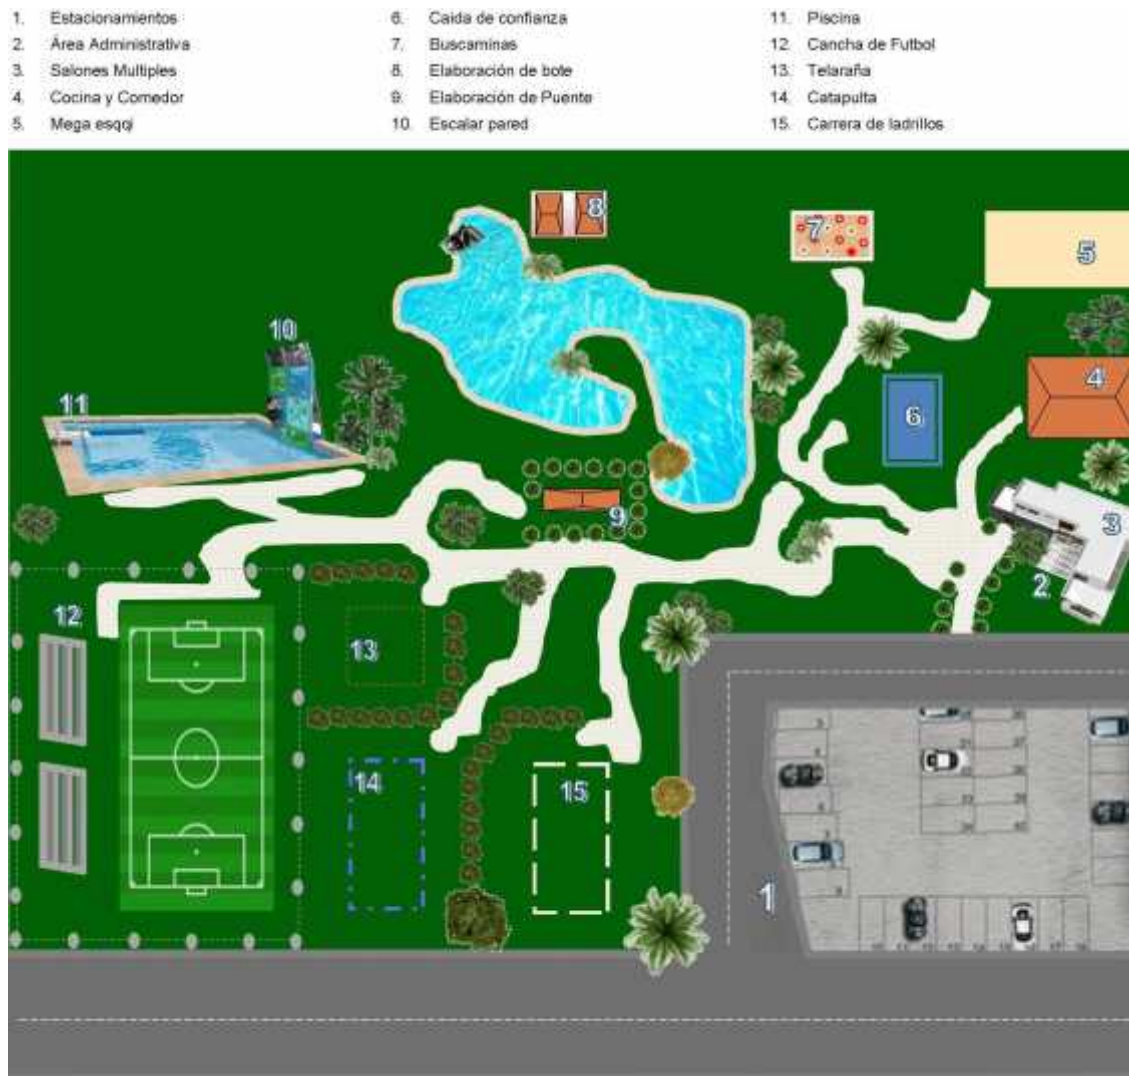 1. Estacionamientos
2. Área Administrativa
3. Salones Multiples
4. Cocina y Comedor
5. Mega esqqi
6. Caida de confianza
7. Buscaminas
8. Elaboración de bote
9. Elaboración de Puente
10. Escalar pared
11. Piscina
12. Cancha de Futbol
13. Telaraña
14. Catapulta
15. Carrera de ladrillos
8
7
5
10
4
11
6
9
3
2
12
13
14
15
1